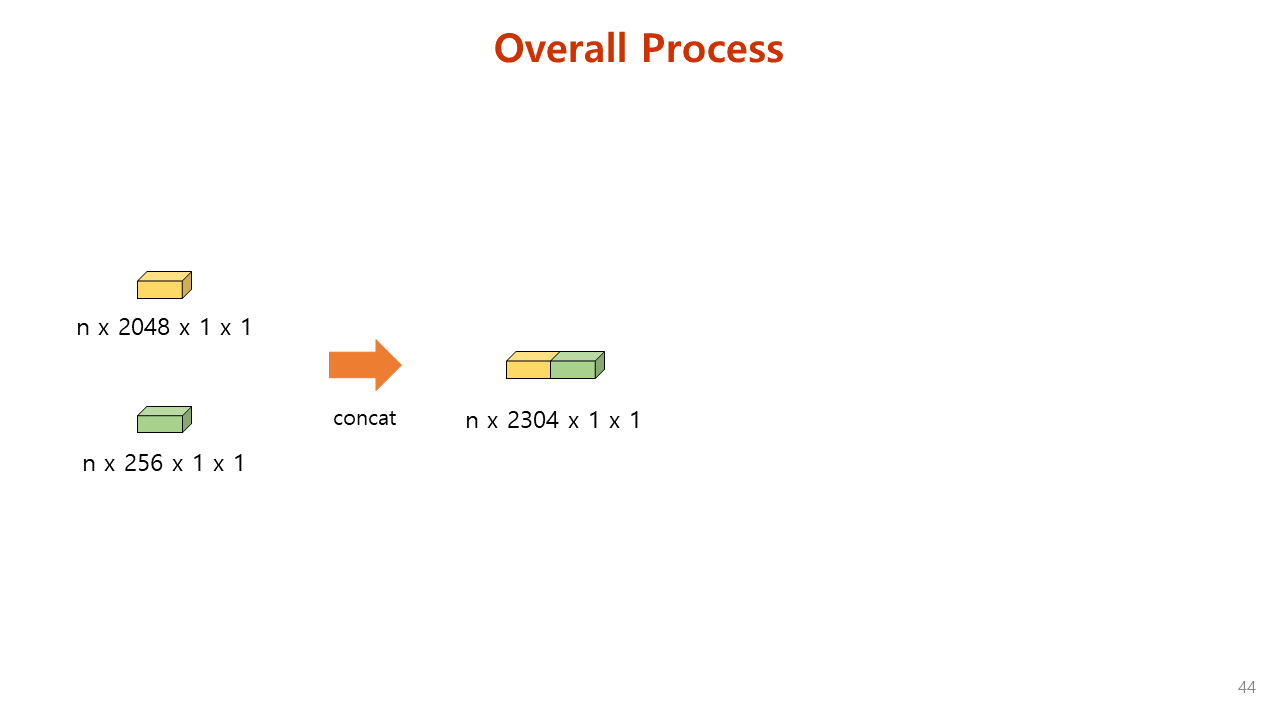 Overall Process
n x 2048 x 1 x 1
n x 256 x 1 x 1
concat
n x 2304 x 1 x 1
44